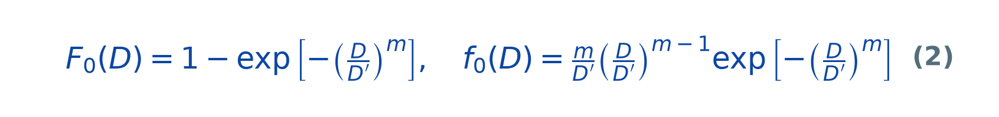 F₀(D) = 1 − exp[−(D/D′)ᵐ],  f₀(D) = m/D′ (D/D′)ᵐ⁻¹ exp[−(D/D′)ᵐ] (2)